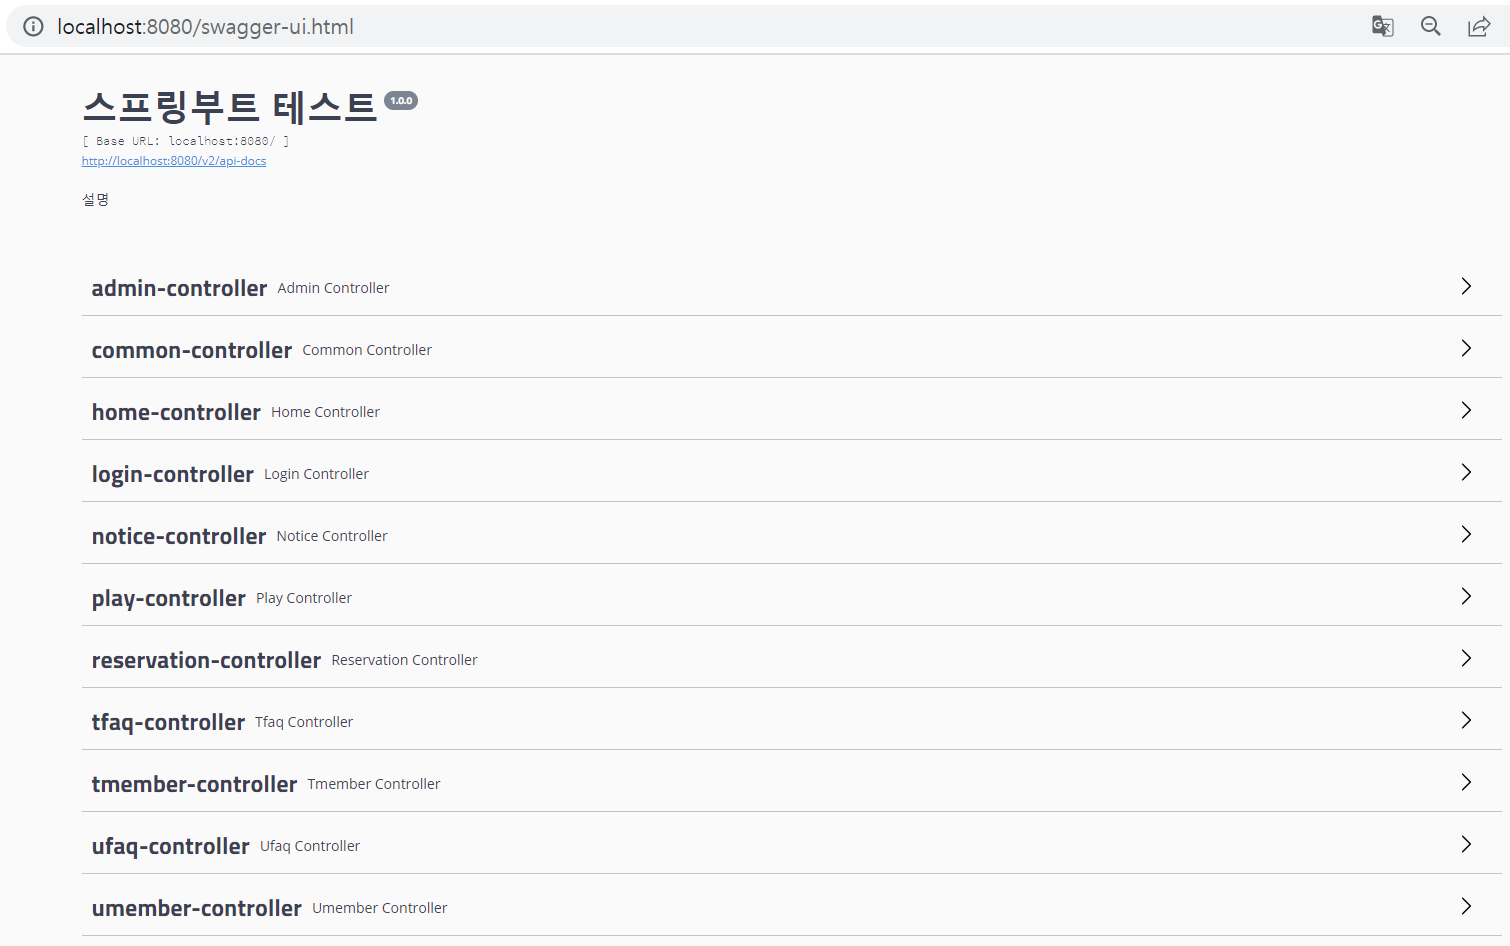 localhost:8080/swagger-ui.html
스프링부트 테스트 1.0.0
[ Base URL: localhost:8080/ ]
http://localhost:8080/v2/api-docs
설명
admin-controller Admin Controller
common-controller Common Controller
home-controller Home Controller
login-controller Login Controller
notice-controller Notice Controller
play-controller Play Controller
reservation-controller Reservation Controller
tfaq-controller Tfaq Controller
tmember-controller Tmember Controller
ufaq-controller Ufaq Controller
umember-controller Umember Controller